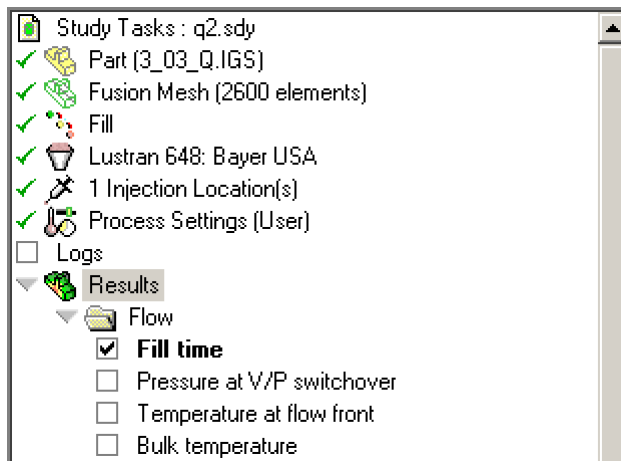 Study Tasks : q2.sdy
Part (3_03_Q.IGS)
Fusion Mesh (2600 elements)
Fill
Lustran 648: Bayer USA
1 Injection Location(s)
Process Settings (User)
Logs
Results
Flow
Fill time
Pressure at V/P switchover
Temperature at flow front
Bulk temperature